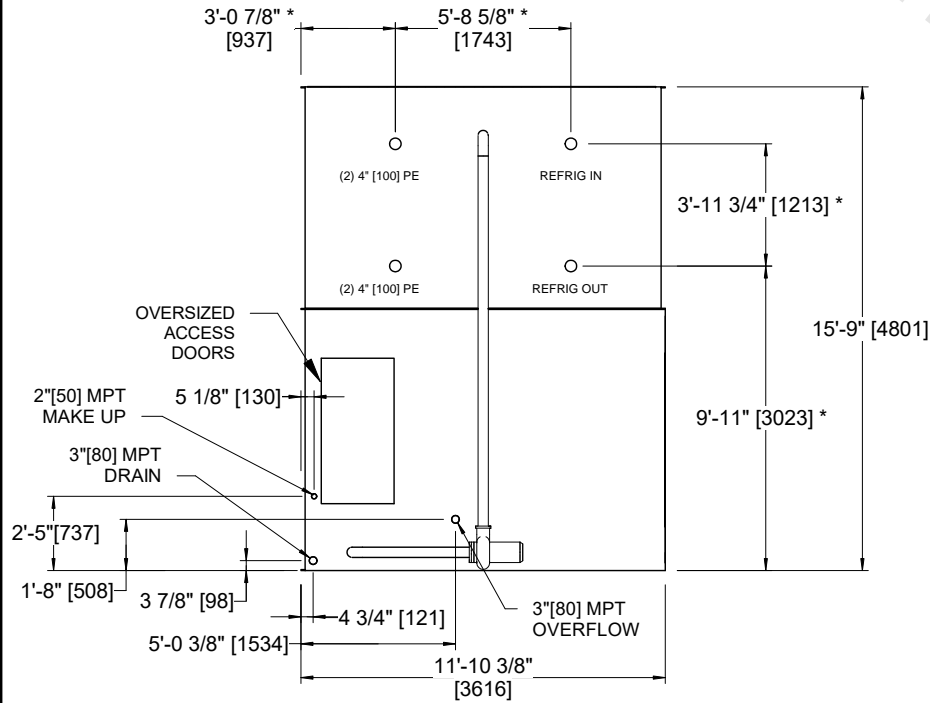 3'-0 7/8" *
[937]
5'-8 5/8" *
[1743]
(2) 4" [100] PE
REFRIG IN
3'-11 3/4" [1213] *
(2) 4" [100] PE
REFRIG OUT
OVERSIZED
ACCESS
DOORS
15'-9" [4801]
2"[50] MPT
MAKE UP
5 1/8" [130]
9'-11" [3023] *
3"[80] MPT
DRAIN
2'-5"[737]
1'-8" [508]
3 7/8" [98]
4 3/4" [121]
3"[80] MPT
OVERFLOW
5'-0 3/8" [1534]
11'-10 3/8"
[3616]